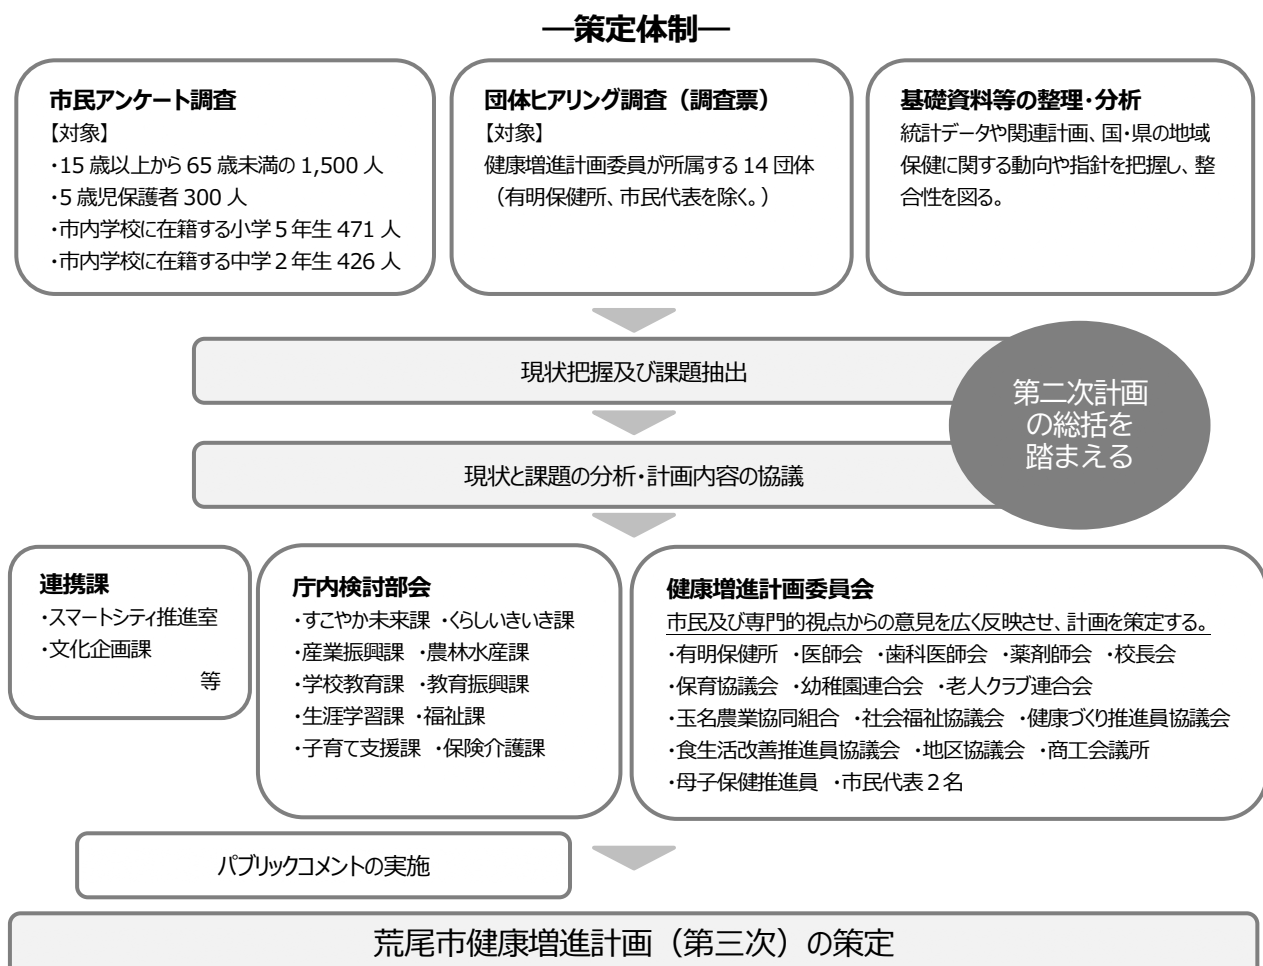 ―策定体制―
市民アンケート調査
【対象】
・15 歳以上から 65 歳未満の 1,500 人
・5 歳児保護者 300 人
・市内学校に在籍する小学 5 年生 471 人
・市内学校に在籍する中学 2 年生 426 人
団体ヒアリング調査（調査票）
【対象】
健康増進計画委員が所属する 14 団体
（有明保健所、市民代表を除く。）
基礎資料等の整理・分析
統計データや関連計画、国・県の地域
保健に関する動向や指針を把握し、整
合性を図る。
現状把握及び課題抽出
第二次計画
の総括を
踏まえる
現状と課題の分析・計画内容の協議
連携課
・スマートシティ推進室
・文化企画課
等
庁内検討部会
・すこやか未来課 ・くらしいきいき課
・産業振興課 ・農林水産課
・学校教育課 ・教育振興課
・生涯学習課 ・福祉課
・子育て支援課 ・保険介護課
健康増進計画委員会
市民及び専門的視点からの意見を広く反映させ、計画を策定する。
・有明保健所 ・医師会 ・歯科医師会 ・薬剤師会 ・校長会
・保育協議会 ・幼稚園連合会 ・老人クラブ連合会
・玉名農業協同組合 ・社会福祉協議会 ・健康づくり推進員協議会
・食生活改善推進員協議会 ・地区協議会 ・商工会議所
・母子保健推進員 ・市民代表 2 名
パブリックコメントの実施
荒尾市健康増進計画（第三次）の策定